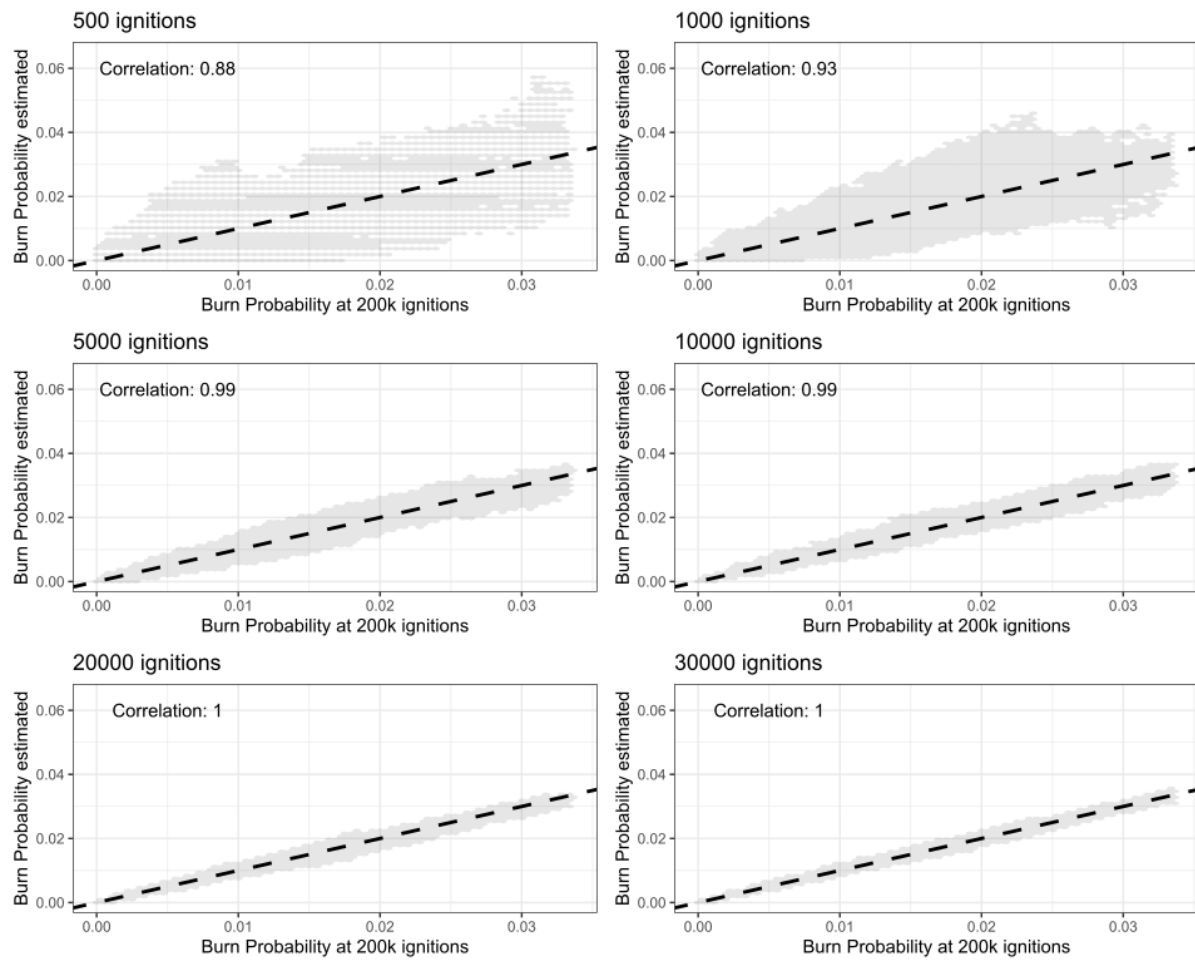 500 ignitions
Burn Probability estimated
0.06
0.04
0.02
0.00
Correlation: 0.88
0.00 0.01 0.02 0.03
Burn Probability at 200k ignitions
1000 ignitions
Burn Probability estimated
0.06
0.04
0.02
0.00
Correlation: 0.93
0.00 0.01 0.02 0.03
Burn Probability at 200k ignitions
5000 ignitions
Burn Probability estimated
0.06
0.04
0.02
0.00
Correlation: 0.99
0.00 0.01 0.02 0.03
Burn Probability at 200k ignitions
10000 ignitions
Burn Probability estimated
0.06
0.04
0.02
0.00
Correlation: 0.99
0.00 0.01 0.02 0.03
Burn Probability at 200k ignitions
20000 ignitions
Burn Probability estimated
0.06
0.04
0.02
0.00
Correlation: 1
0.00 0.01 0.02 0.03
Burn Probability at 200k ignitions
30000 ignitions
Burn Probability estimated
0.06
0.04
0.02
0.00
Correlation: 1
0.00 0.01 0.02 0.03
Burn Probability at 200k ignitions